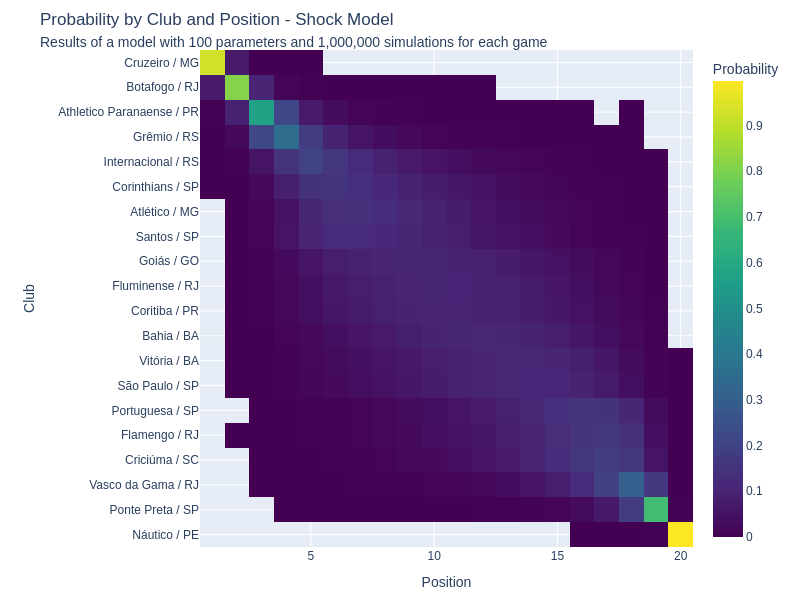 Probability by Club and Position - Shock Model
Results of a model with 100 parameters and 1,000,000 simulations for each game
Cruzeiro / MG
Botafogo / RJ
Athletico Paranaense / PR
Grêmio / RS
Internacional / RS
Corinthians / SP
Atlético / MG
Santos / SP
Goiás / GO
Fluminense / RJ
Coritiba / PR
Bahia / BA
Vitória / BA
São Paulo / SP
Portuguesa / SP
Flamengo / RJ
Criciúma / SC
Vasco da Gama / RJ
Ponte Preta / SP
Náutico / PE
Club
5 10 15 20
Position
Probability
0.9
0.8
0.7
0.6
0.5
0.4
0.3
0.2
0.1
0